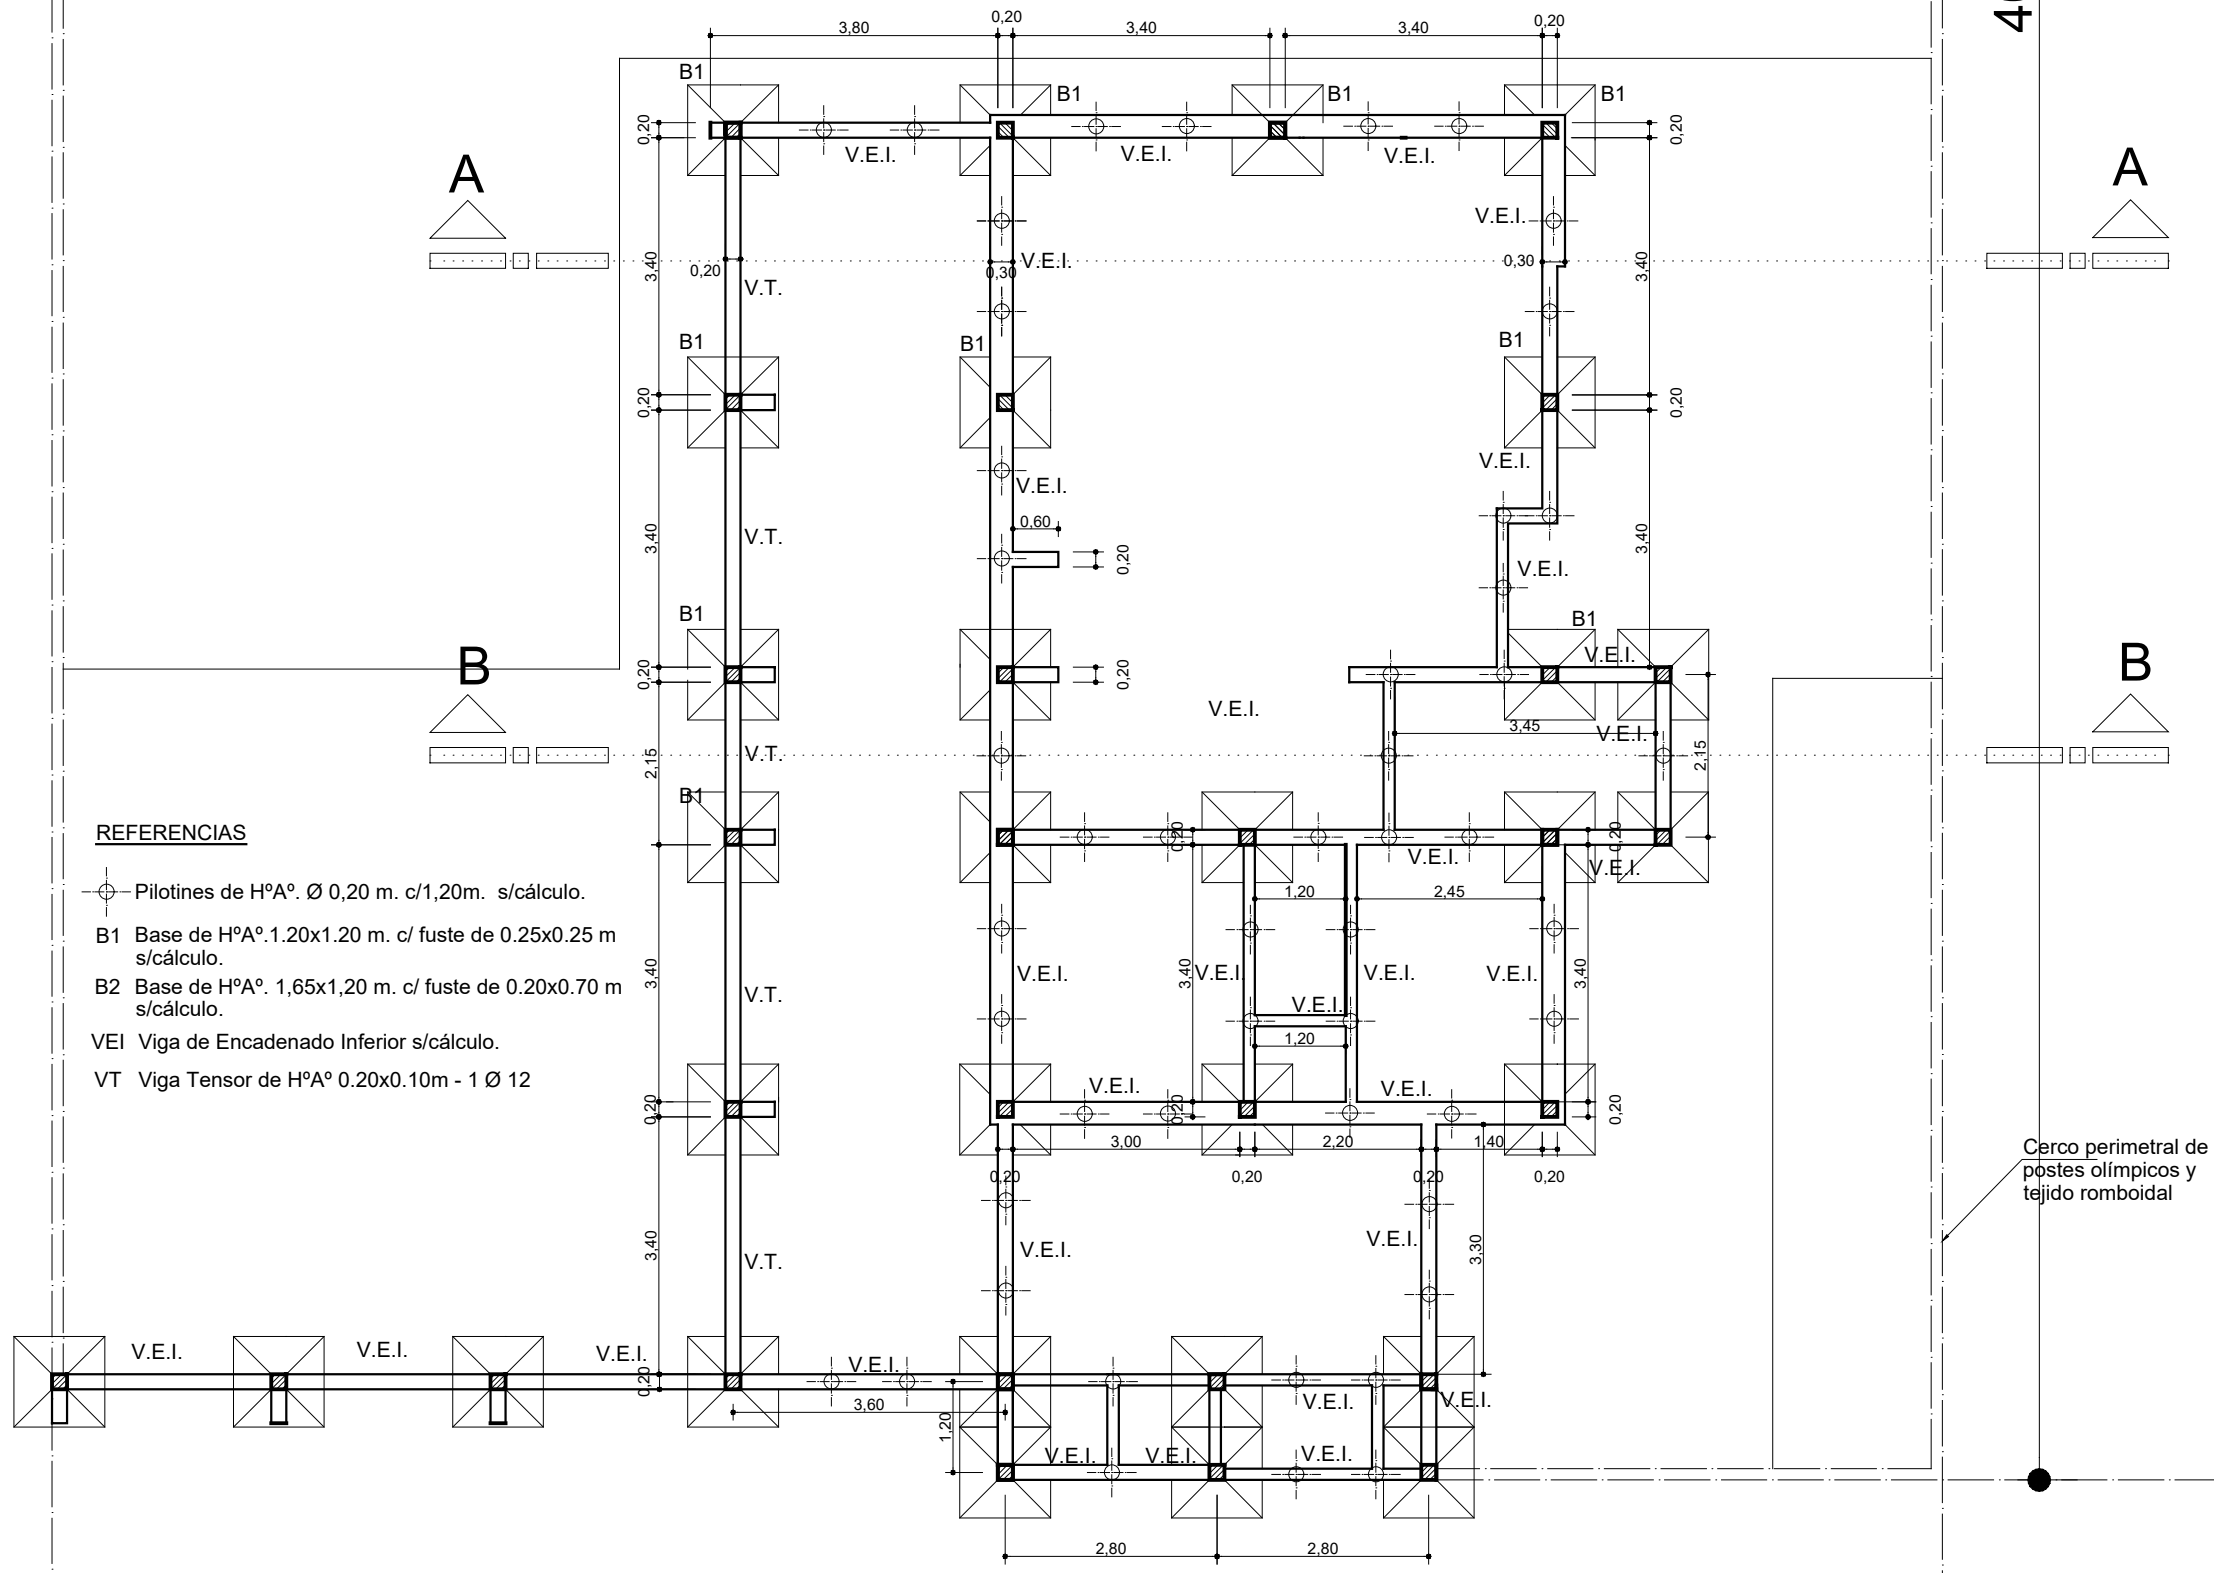 0,20
0,20
3,80
3,40
3,40
40
B1
B1
B1
B1
0,20
0,20
V.E.I.
V.E.I.
V.E.I.
A
A
V.E.I.
3,40
0,20
V.T.
0,30
V.E.I.
0,30
3,40
B1
B1
B1
0,20
0,20
V.E.I.
V.E.I.
0,60
3,40
V.T.
0,20
V.E.I.
3,40
B1
B1
B
B
0,20
0,20
V.E.I.
V.E.I.
3,45
V.E.I.
2,15
V.T.
2,15
B1
REFERENCIAS
0,20
0,20
V.E.I.
V.E.I.
Pilotines de HºAº. Ø 0,20 m. c/1,20m. s/cálculo.
1,20
2,45
B1 Base de HºAº.1.20x1.20 m. c/ fuste de 0.25x0.25 m
s/cálculo.
B2 Base de HºAº. 1,65x1,20 m. c/ fuste de 0.20x0.70 m
s/cálculo.
3,40
V.T.
V.E.I.
3,40
V.E.I.
V.E.I.
V.E.I.
3,40
V.E.I.
VEI Viga de Encadenado Inferior s/cálculo.
1,20
VT Viga Tensor de HºAº 0.20x0.10m - 1 Ø 12
V.E.I.
V.E.I.
0,20
0,20
0,20
3,00
2,20
1,40
0,20
0,20
0,20
0,20
Cerco perimetral de
postes olímpicos y
tejido romboidal
3,40
V.T.
V.E.I.
V.E.I.
3,30
V.E.I.
V.E.I.
V.E.I.
V.E.I.
0,20
3,60
1,20
V.E.I.
V.E.I.
V.E.I.
V.E.I.
V.E.I.
2,80
2,80